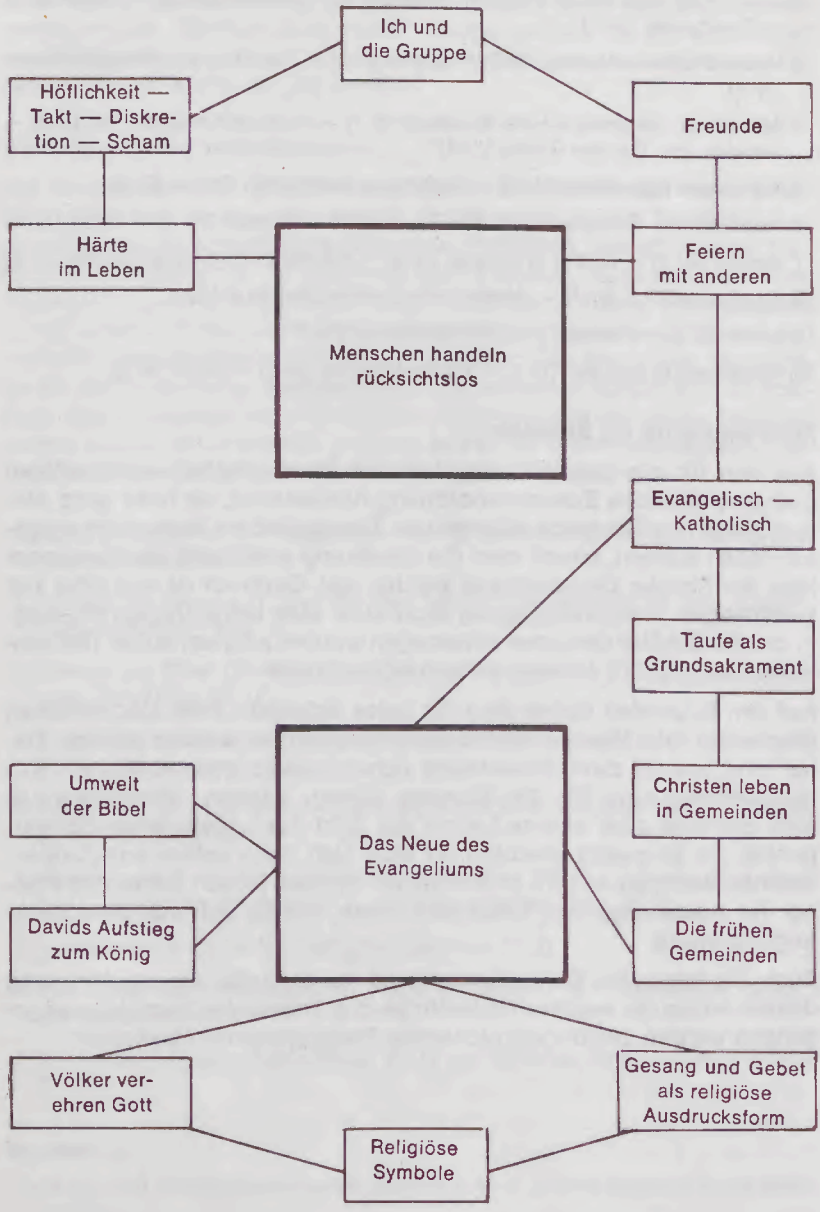 Ich und
die Gruppe
Höflichkeit —
Takt — Diskre-
tion — Scham
Freunde
Härte
im Leben
Feiern
mit anderen
Menschen handeln
rücksichtslos
Evangelisch —
Katholisch
Taufe als
Grundsakrament
Umwelt
der Bibel
Christen leben
in Gemeinden
Das Neue des
Evangeliums
Davids Aufstieg
zum König
Die frühen
Gemeinden
Völker ver-
ehren Gott
Gesang und Gebet
als religiöse
Ausdrucksform
Religiöse
Symbole